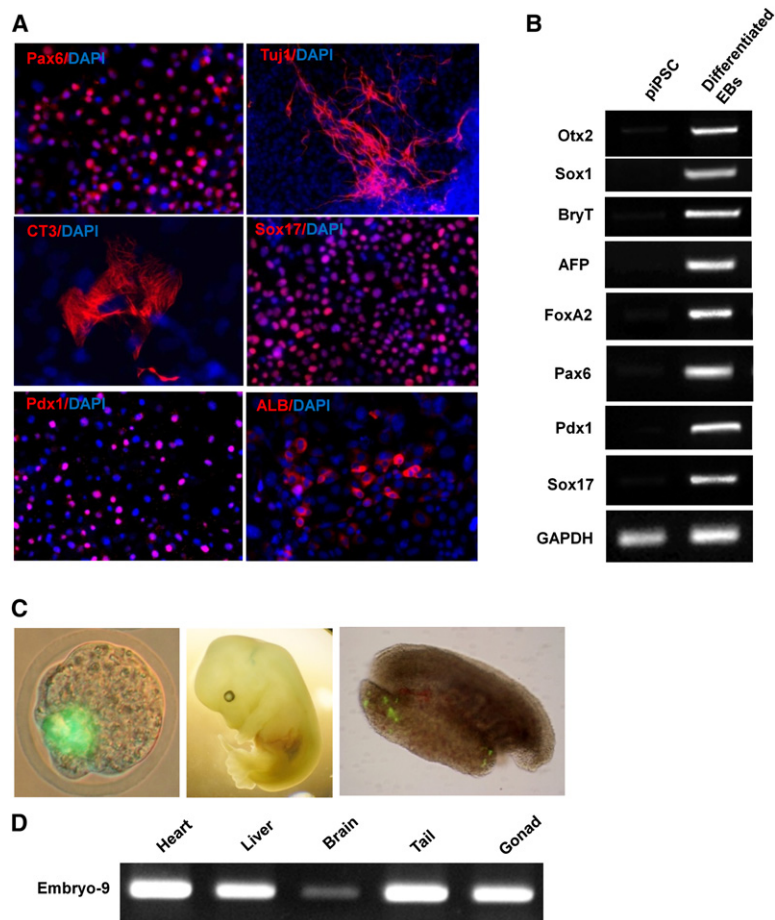 A
Pax6/DAPI
Tuj1/DAPI
CT3/DAPI
Sox17/DAPI
Pdx1/DAPI
ALB/DAPI
B
piPSC
Differentiated
EBs
Otx2
Sox1
BryT
AFP
FoxA2
Pax6
Pdx1
Sox17
GAPDH
C
D
Heart
Liver
Brain
Tail
Gonad
Embryo-9